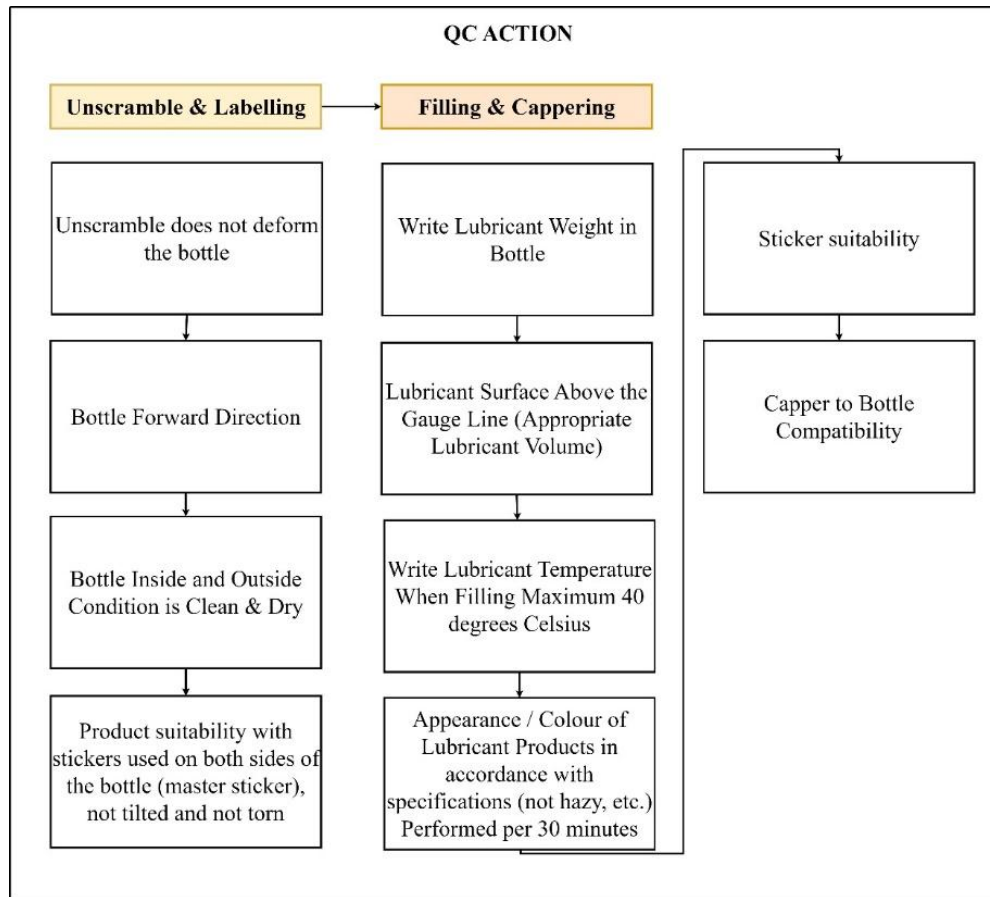 QC ACTION
Unscramble & Labelling
Filling & Cappering
Unscramble does not deform
the bottle
Bottle Forward Direction
Bottle Inside and Outside
Condition is Clean & Dry
Product suitability with
stickers used on both sides of
the bottle (master sticker),
not tilted and not torn
Write Lubricant Weight in
Bottle
Lubricant Surface Above the
Gauge Line (Appropriate
Lubricant Volume)
Write Lubricant Temperature
When Filling Maximum 40
degrees Celsius
Appearance / Colour of
Lubricant Products in
accordance with
specifications (not hazy, etc.)
Performed per 30 minutes
Sticker suitability
Capper to Bottle
Compatibility